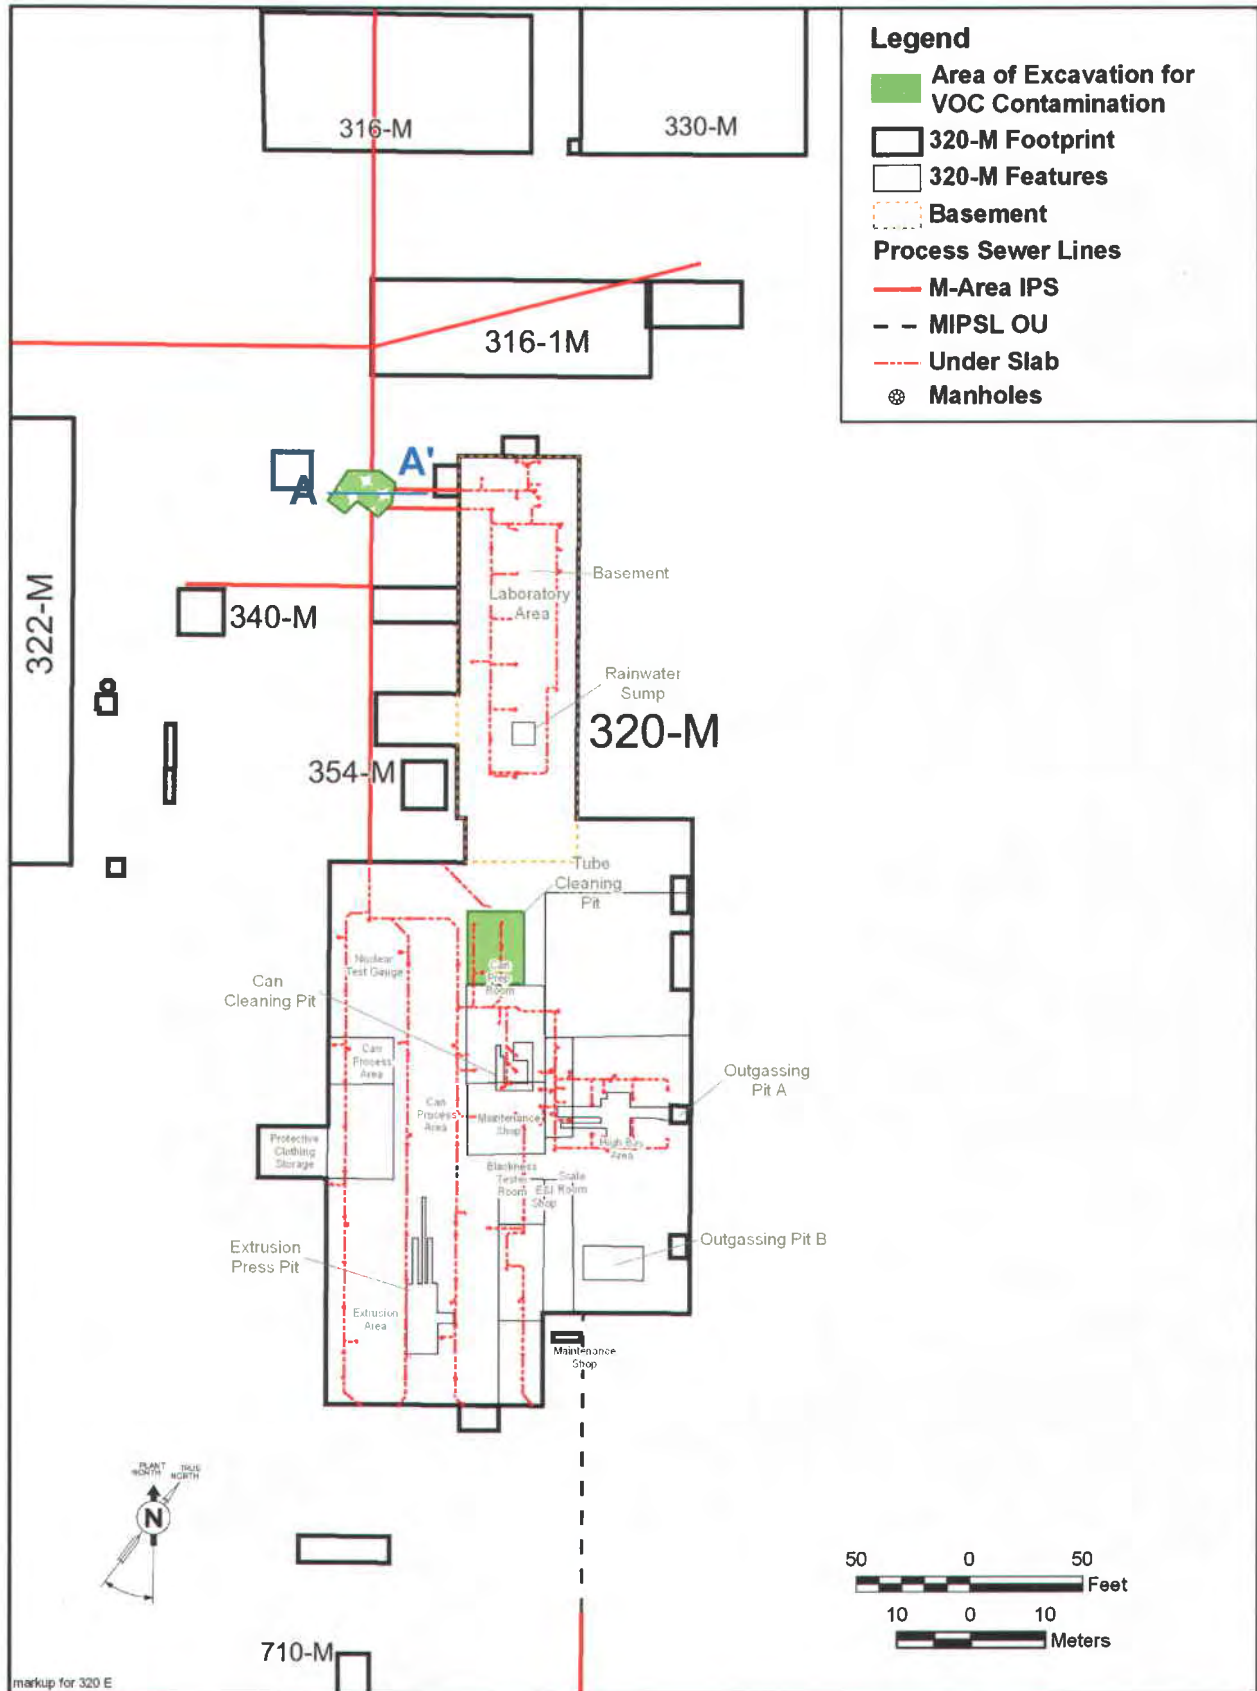 316-M
330-M
Legend
Area of Excavation for
VOC Contamination
320-M Footprint
320-M Features
Basement
Process Sewer Lines
M-Area IPS
MIPSL OU
Under Slab
Manholes
316-1M
A
A'
322-M
340-M
Basement
Laboratory
Area
Rainwater
Sump
320-M
354-M
Tube
Cleaning
Pit
Nuclear
Test Gauge
Can
Prep
Room
Can
Cleaning Pit
Can
Process
Area
Can
Process
Area
Maintenance
Shop
Outgassing
Pit A
High Bay
Area
Protective
Clothing
Storage
Blackness
Tester
Room
Scale
Room
E&I
Shop
Extrusion
Press Pit
Outgassing Pit B
Extrusion
Area
Maintenance
Shop
PLANT
NORTH
TRUE
NORTH
N
50 0 50
Feet
10 0 10
Meters
710-M
markup for 320 E